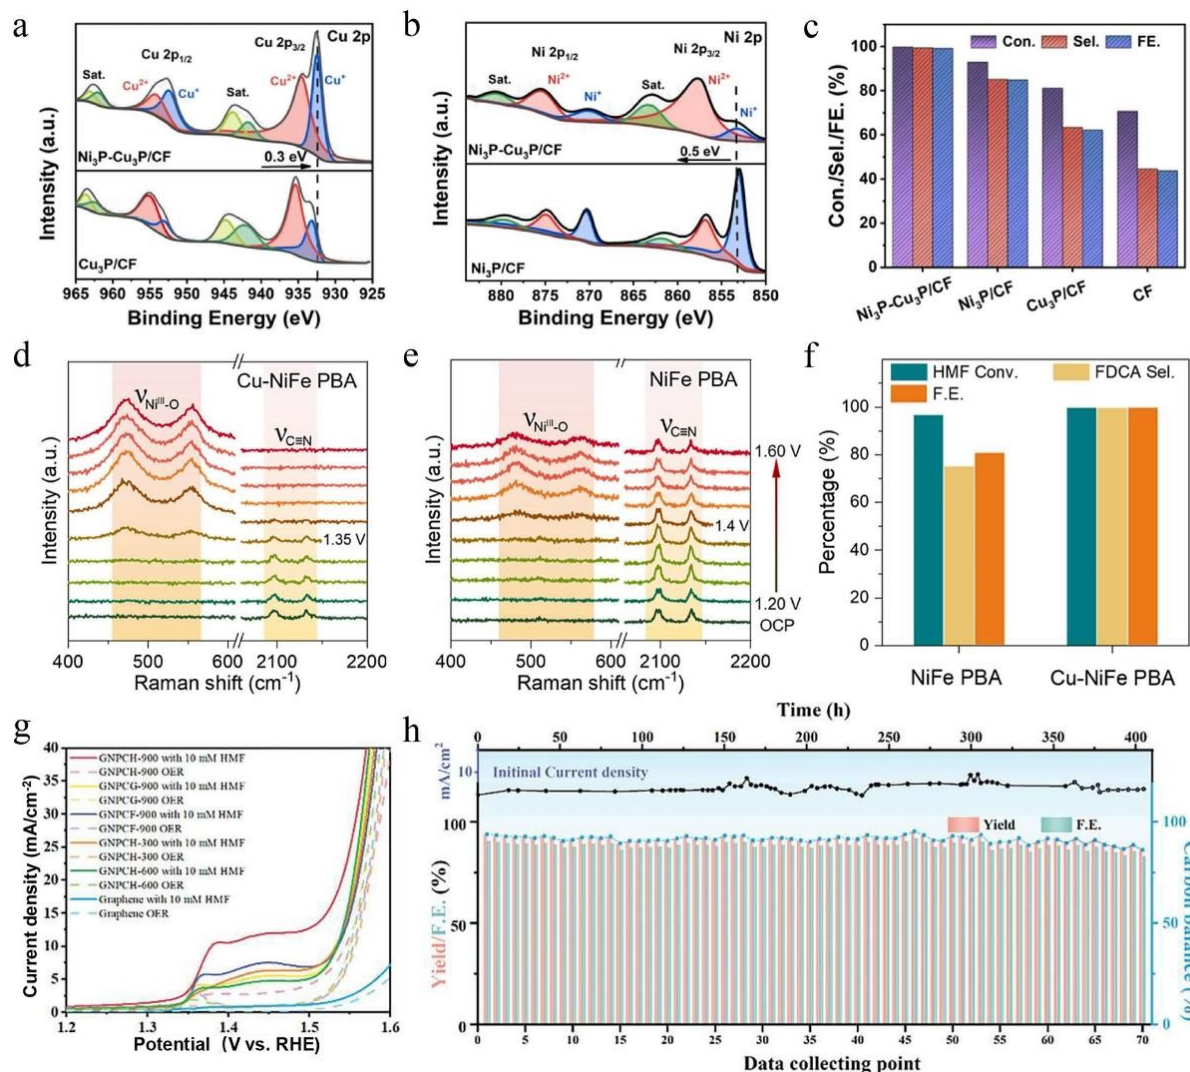 a
Cu 2p
Cu 2p3/2
Cu 2p1/2
Sat.
Cu2+
Cu+
Sat.
Cu2+
Cu+
0.3 eV
Ni3P-Cu3P/CF
Cu3P/CF
Intensity (a.u.)
965 960 955 950 945 940 935 930 925
Binding Energy (eV)
b
Ni 2p
Ni 2p1/2
Ni 2p3/2
Sat.
Ni2+
Ni+
Sat.
Ni2+
Ni+
0.5 eV
Ni3P-Cu3P/CF
Ni3P/CF
Intensity (a.u.)
880 875 870 865 860 855 850
Binding Energy (eV)
c
Con. Sel. FE.
Con./Sel./FE. (%)
100
80
60
40
20
0
Ni3P-Cu3P/CF
Ni3P/CF
Cu3P/CF
CF
d
Cu-NiFe PBA
νNiIII-O
νC≡N
1.35 V
Intensity (a.u.)
400 500 600 2100 2200
Raman shift (cm-1)
e
NiFe PBA
νNiIII-O
νC≡N
1.60 V
1.4 V
1.20 V
OCP
Intensity (a.u.)
400 500 600 2100 2200
Raman shift (cm-1)
f
HMF Conv. FDCA Sel.
F.E.
Percentage (%)
100
80
60
40
20
0
NiFe PBA Cu-NiFe PBA
g
GNPCH-900 with 10 mM HMF
GNPCH-900 OER
GNPCG-900 with 10 mM HMF
GNPCG-900 OER
GNPCF-900 with 10 mM HMF
GNPCF-900 OER
GNPCH-300 with 10 mM HMF
GNPCH-300 OER
GNPCH-600 with 10 mM HMF
GNPCH-600 OER
Graphene with 10 mM HMF
Graphene OER
Current density (mA/cm-2)
40
35
30
25
20
15
10
5
0
1.2 1.3 1.4 1.5 1.6
Potential (V vs. RHE)
h
Time (h)
0 50 100 150 200 250 300 350 400
mA/cm2
10
Initinal Current density
Yield F.E.
Yield/F.E. (%)
100
50
0
Carbon balance (%)
100
50
0
0 5 10 15 20 25 30 35 40 45 50 55 60 65 70
Data collecting point